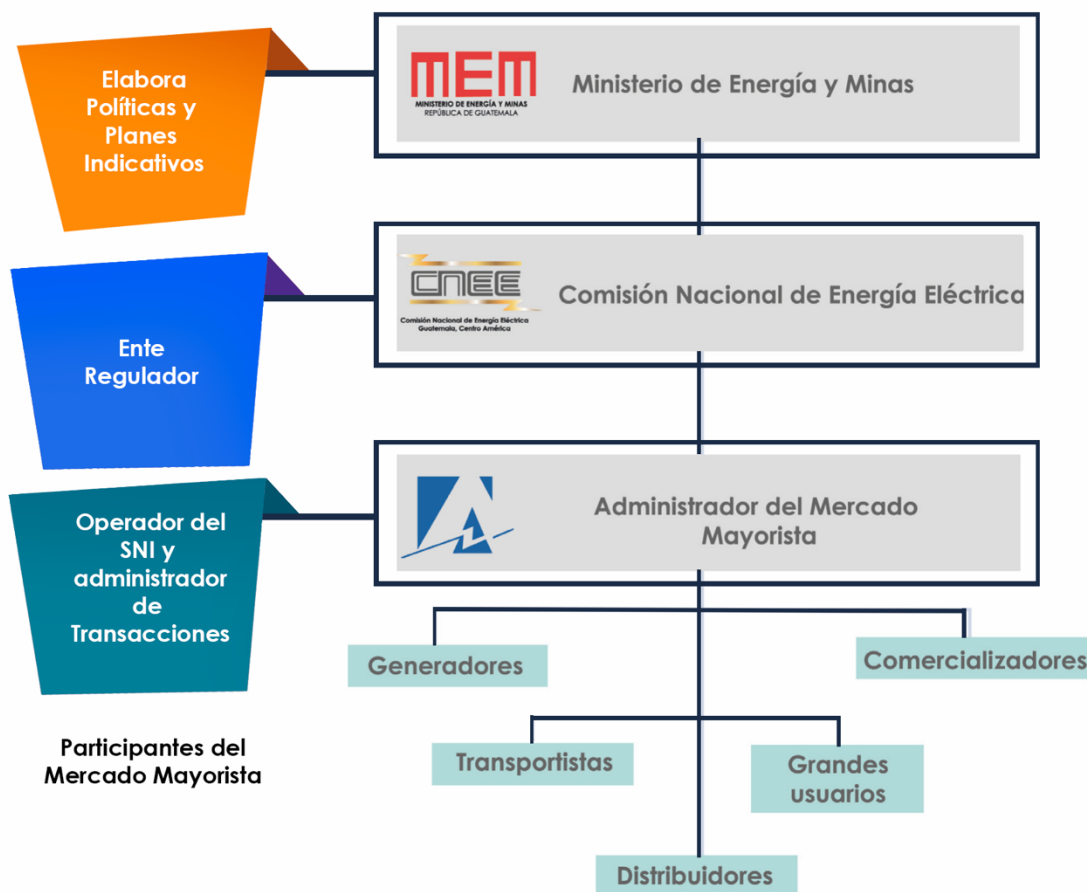 Elabora
Políticas y
Planes
Indicativos
MEM
MINISTERIO DE ENERGÍA Y MINAS
REPÚBLICA DE GUATEMALA
Ministerio de Energía y Minas
Ente
Regulador
CNEE
Comisión Nacional de Energía Eléctrica
Guatemala, Centro América
Comisión Nacional de Energía Eléctrica
Operador del
SNI y
administrador
de
Transacciones
Administrador del Mercado
Mayorista
Generadores
Comercializadores
Participantes del
Mercado Mayorista
Transportistas
Grandes
usuarios
Distribuidores